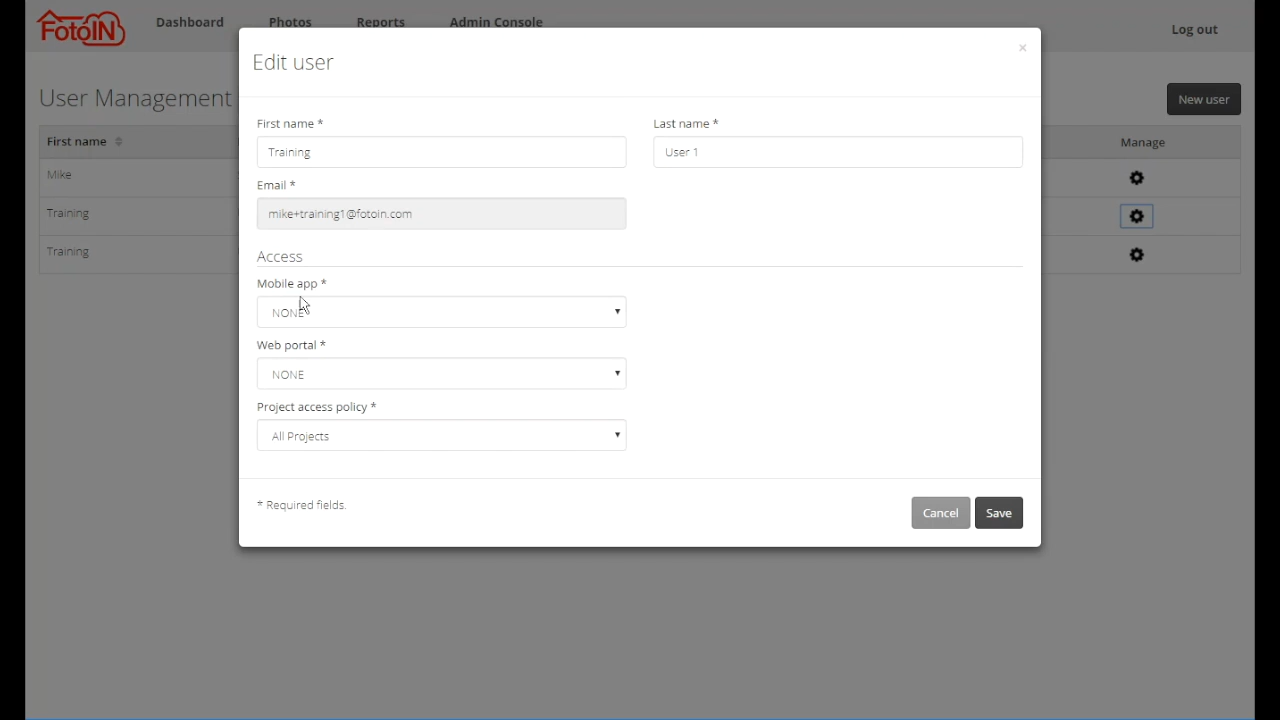 FotoIN
Dashboard Photos Reports Admin Console Log out
User Management New user
First name Manage
Mike
Training
Training
Edit user ×
First name * Last name *
Training User 1
Email *
mike+training1@fotoin.com
Access
Mobile app *
NONE
Web portal *
NONE
Project access policy *
All Projects
* Required fields. Cancel Save